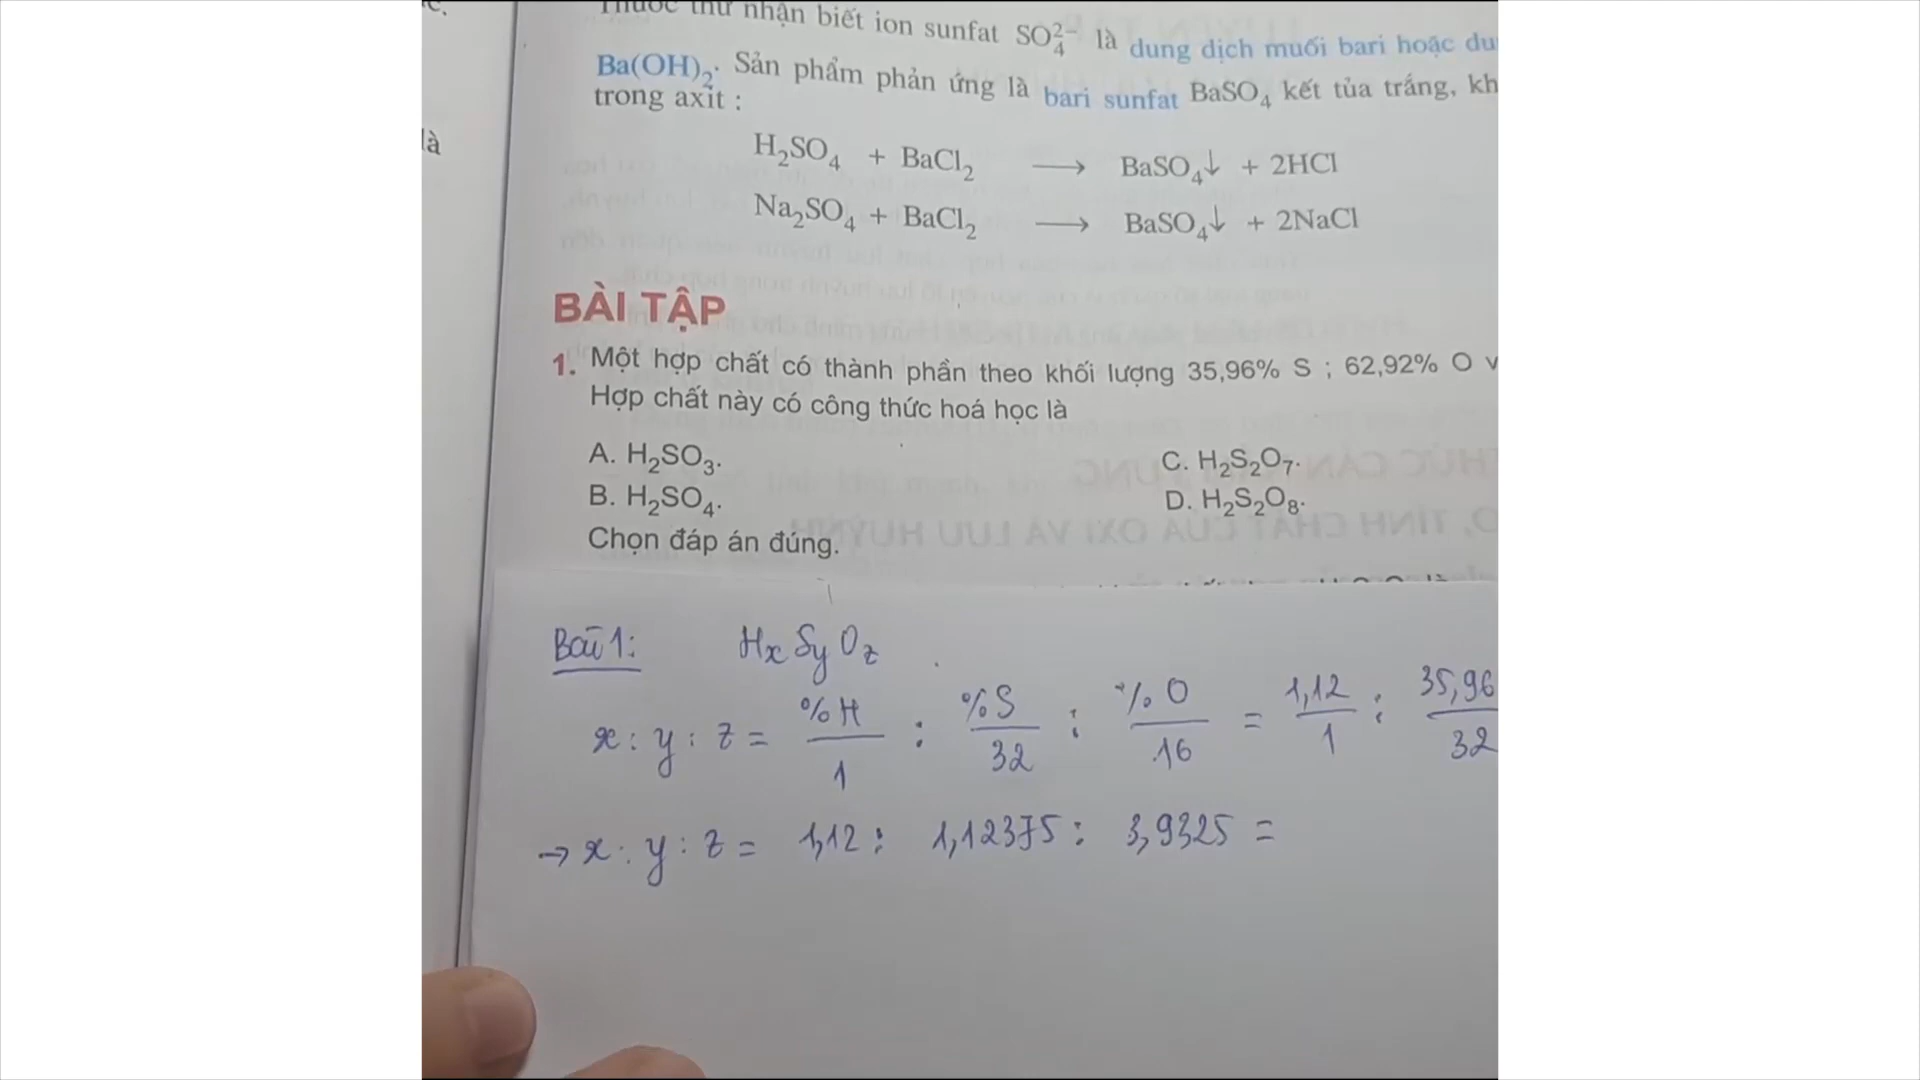 Thuốc thử nhận biết ion sunfat SO₄²⁻ là dung dịch muối bari hoặc
Ba(OH)₂. Sản phẩm phản ứng là bari sunfat BaSO₄ kết tủa trắng,
trong axit :
là
H₂SO₄ + BaCl₂ → BaSO₄↓ + 2HCl
Na₂SO₄ + BaCl₂ → BaSO₄↓ + 2NaCl
BÀI TẬP
1. Một hợp chất có thành phần theo khối lượng 35,96% S ; 62,92% O
Hợp chất này có công thức hoá học là
A. H₂SO₃. C. H₂S₂O₇.
B. H₂SO₄. D. H₂S₂O₈.
Chọn đáp án đúng.
Bài 1: HxSyOz
x : y : z = %H/1 : %S/32 : %O/16 = 1,12/1 : 35,96/32
→ x : y : z = 1,12 : 1,12375 : 3,9325 =